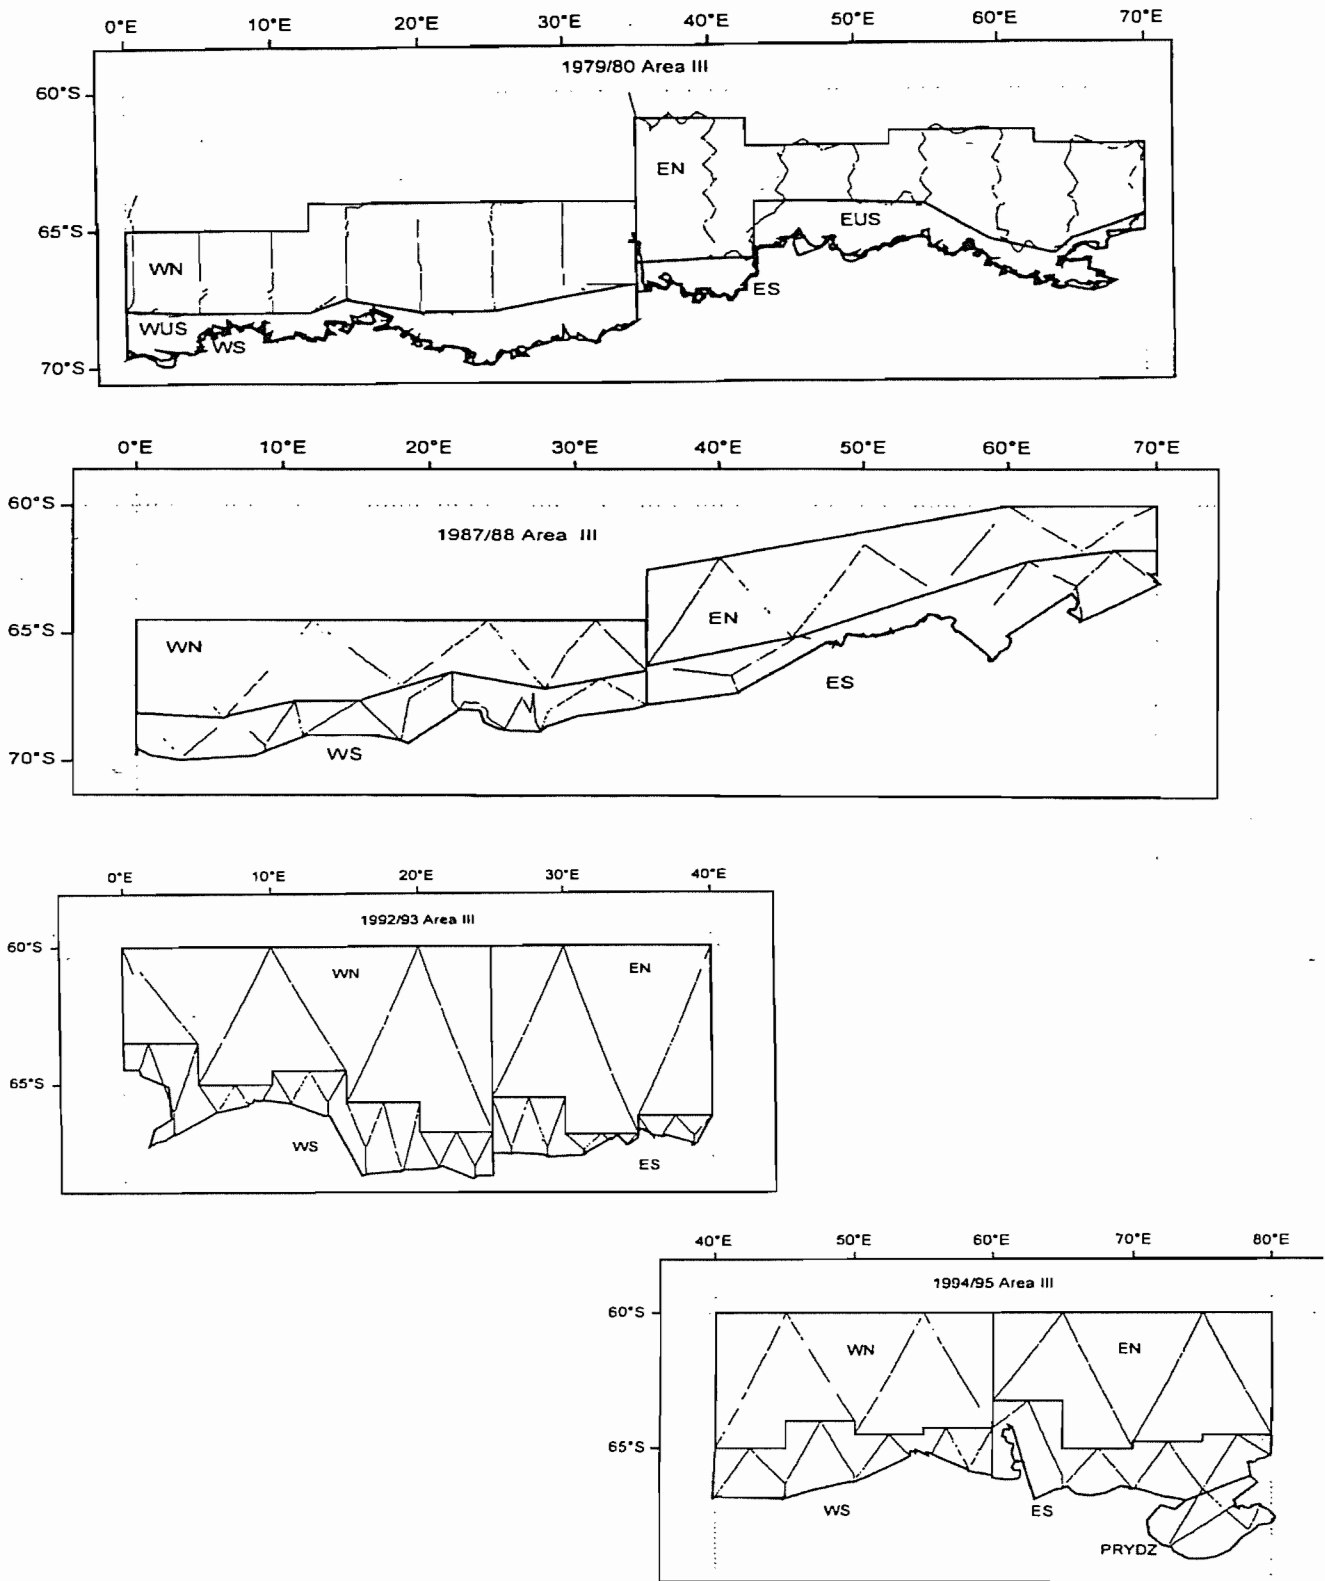 0°E 10°E 20°E 30°E 40°E 50°E 60°E 70°E
1979/80 Area III
60°S
EN
65°S
EUS
WN
ES
WUS
WS
70°S
0°E 10°E 20°E 30°E 40°E 50°E 60°E 70°E
60°S
1987/88 Area III
EN
65°S
WN
ES
WS
70°S
0°E 10°E 20°E 30°E 40°E
1992/93 Area III
60°S
WN EN
65°S
WS
ES
40°E 50°E 60°E 70°E 80°E
1994/95 Area III
60°S
WN EN
65°S
WS ES
PRYDZ